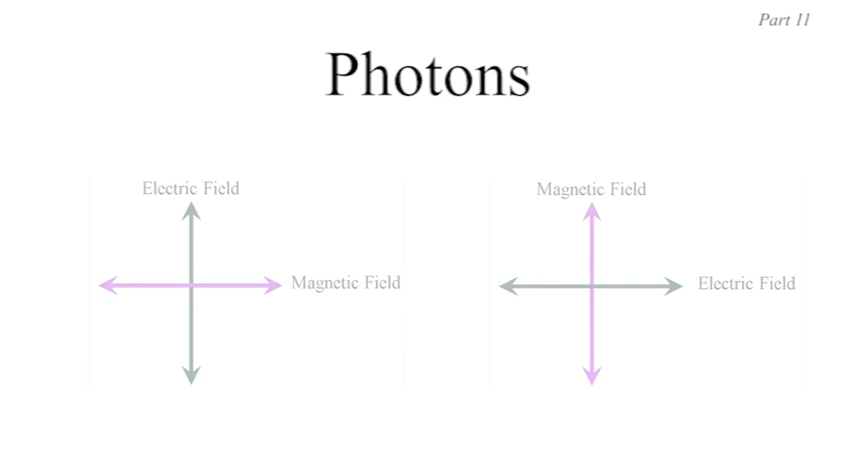 Part 11
Photons
Electric Field
Magnetic Field
Magnetic Field
Electric Field